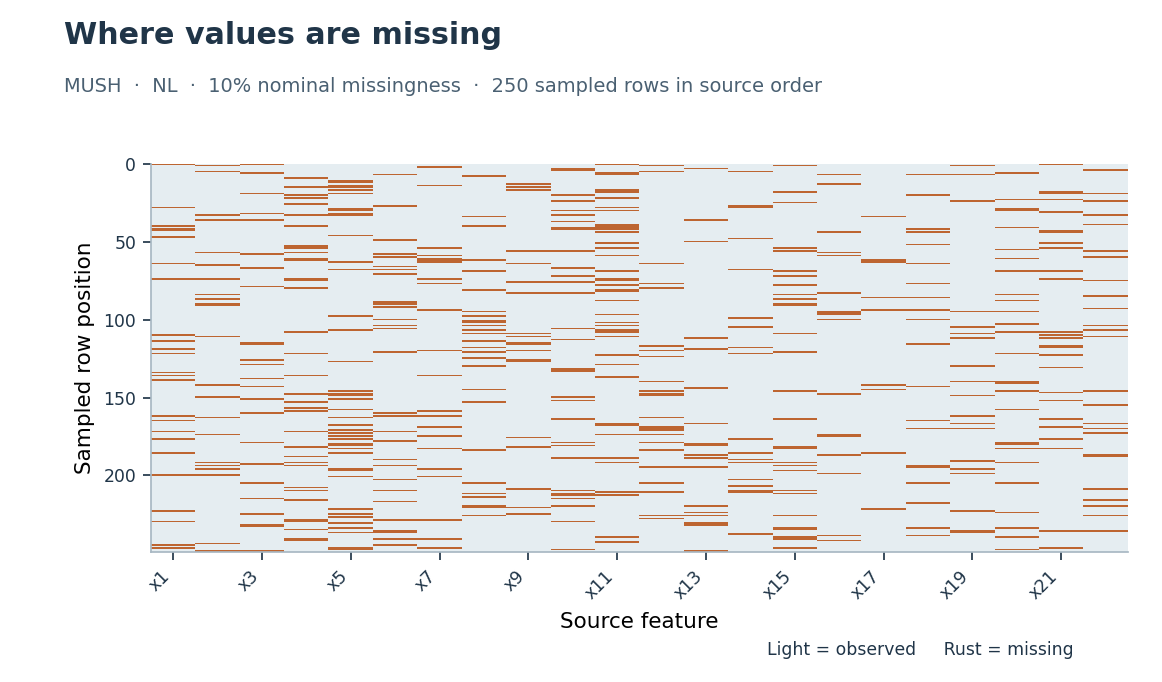 Where values are missing
MUSH · NL · 10% nominal missingness · 250 sampled rows in source order
0
50
100
150
200
Sampled row position
x1
x3
x5
x7
x9
x11
x13
x15
x17
x19
x21
Source feature
Light = observed Rust = missing